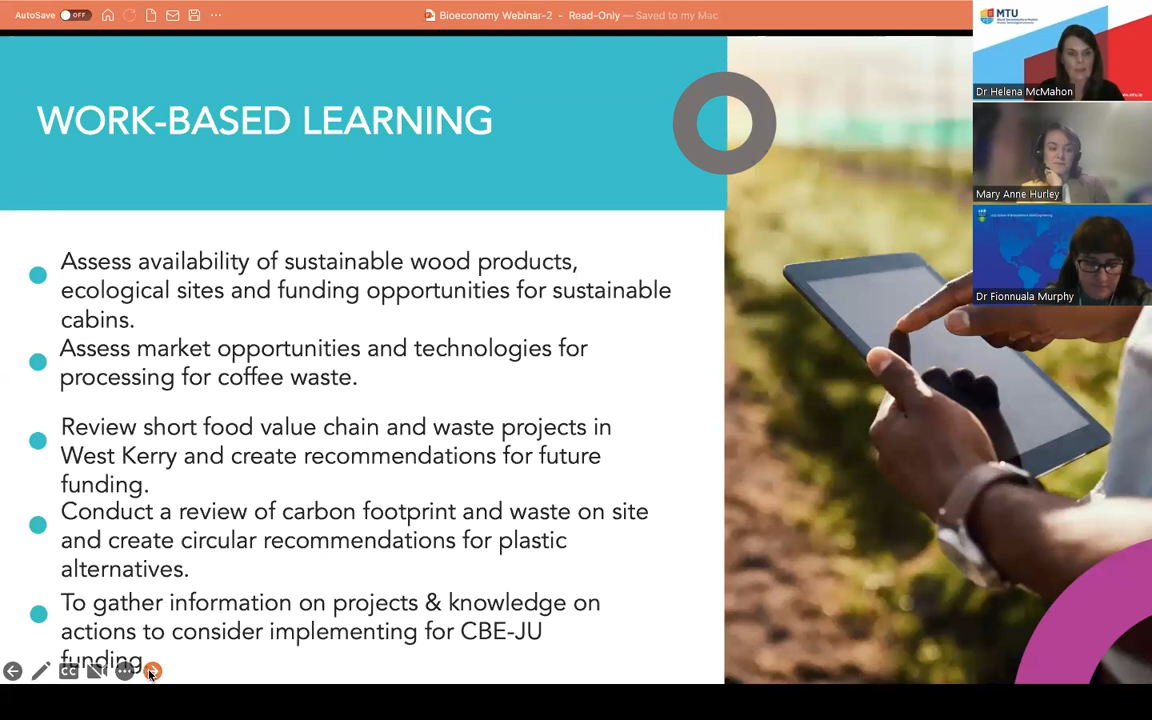 AutoSave OFF
Bioeconomy Webinar-2 - Read-Only — Saved to my Mac
MTU
Dr Helena McMahon
Mary Anne Hurley
Dr Fionnuala Murphy
WORK-BASED LEARNING
Assess availability of sustainable wood products,
ecological sites and funding opportunities for sustainable
cabins.
Assess market opportunities and technologies for
processing for coffee waste.
Review short food value chain and waste projects in
West Kerry and create recommendations for future
funding.
Conduct a review of carbon footprint and waste on site
and create circular recommendations for plastic
alternatives.
To gather information on projects & knowledge on
actions to consider implementing for CBE-JU
funding
CC